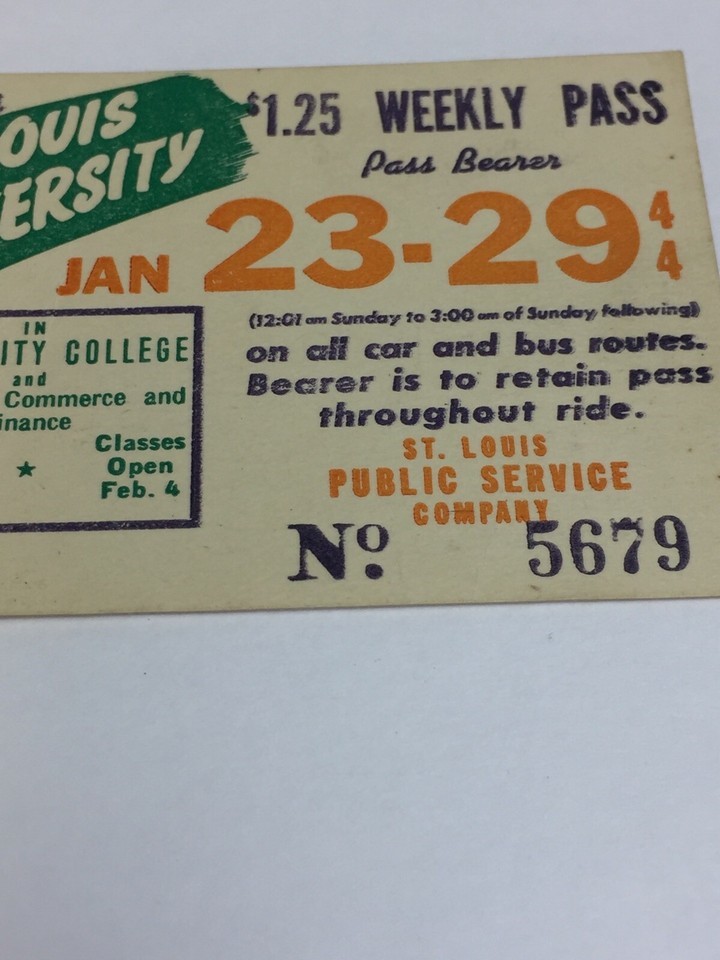 OUIS
ERSITY
IN
ITY COLLEGE
and
Commerce and
inance
Classes
★ Open
Feb. 4
$1.25 WEEKLY PASS
Pass Bearer
JAN 23-29 44
(12:01 am Sunday to 3:00 am of Sunday following)
on all car and bus routes.
Bearer is to retain pass
throughout ride.
ST. LOUIS
PUBLIC SERVICE
COMPANY
No. 5679